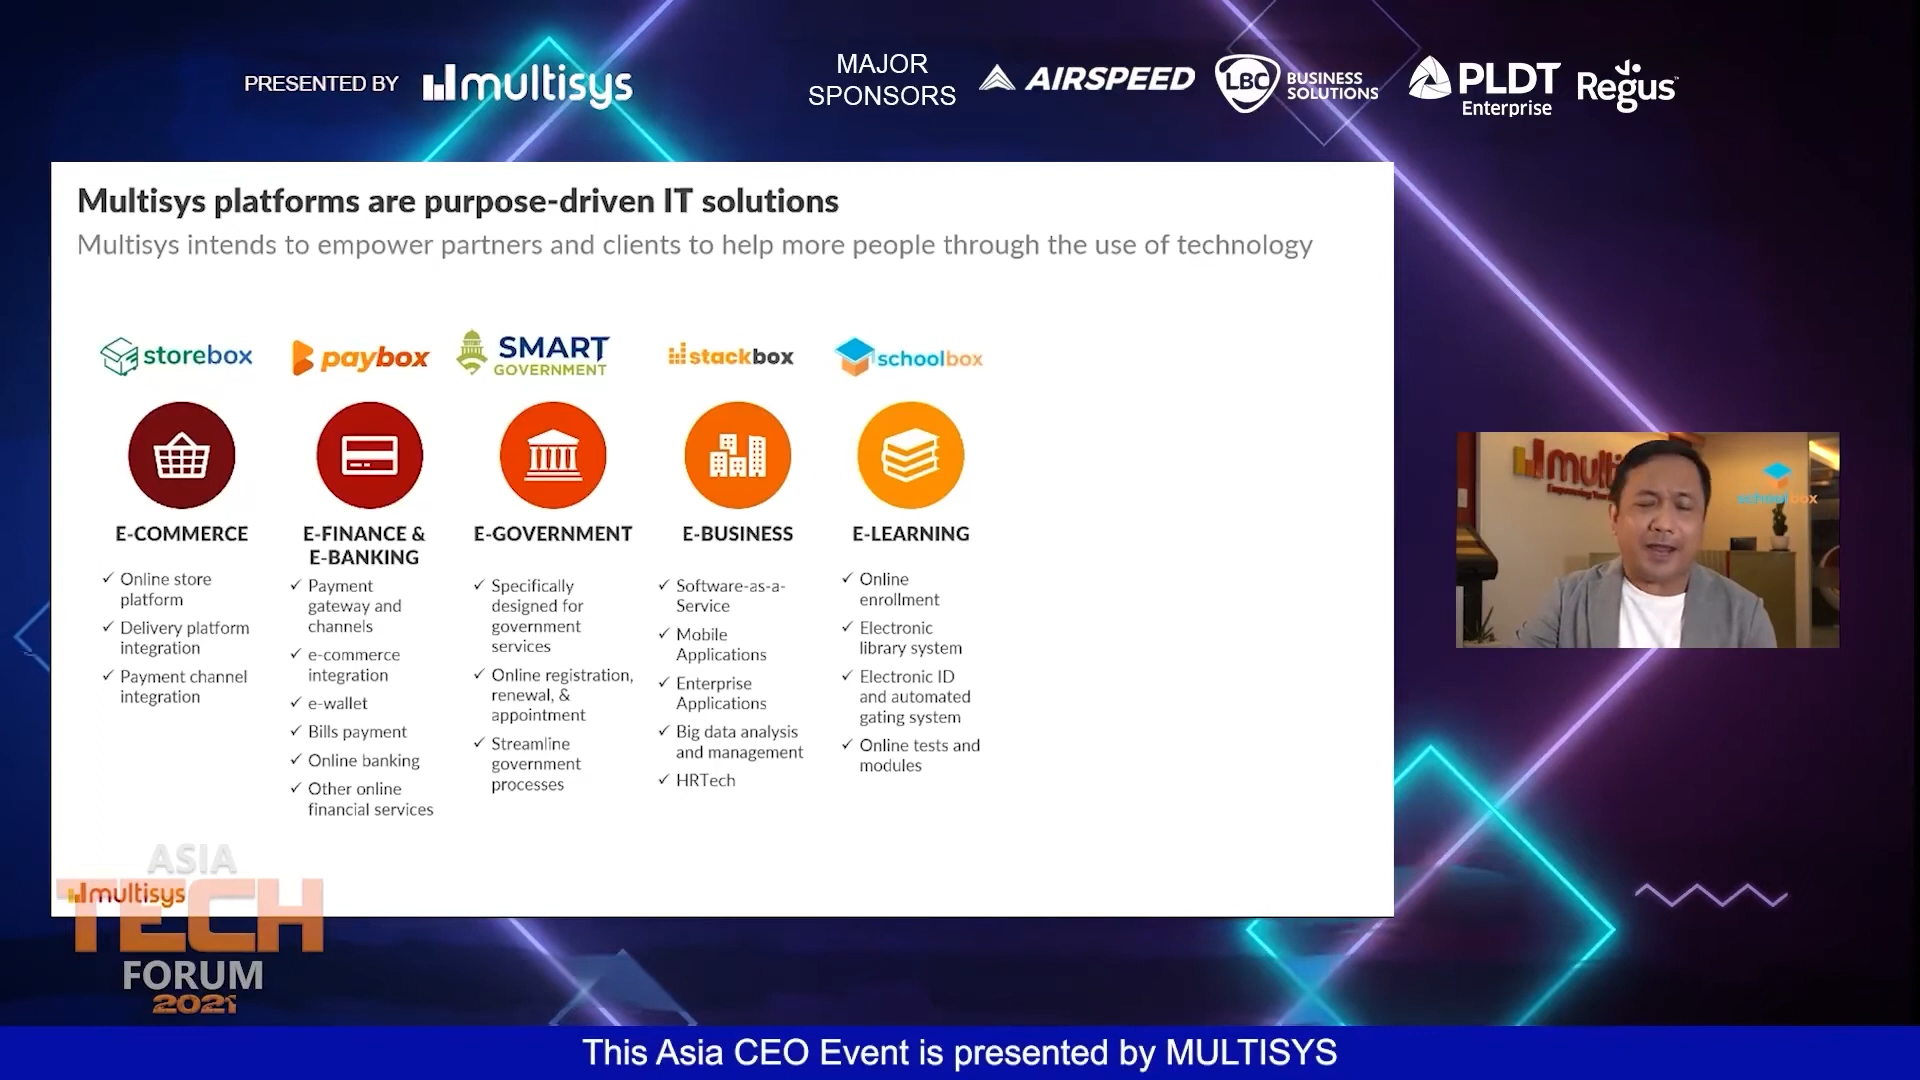 PRESENTED BY
multisys
MAJOR
SPONSORS
AIRSPEED
LBC
BUSINESS
SOLUTIONS
PLDT
Enterprise
Regus
Multisys platforms are purpose-driven IT solutions
Multisys intends to empower partners and clients to help more people through the use of technology
storebox
E-COMMERCE
✓ Online store
platform
✓ Delivery platform
integration
✓ Payment channel
integration
paybox
E-FINANCE &
E-BANKING
✓ Payment
gateway and
channels
✓ e-commerce
integration
✓ e-wallet
✓ Bills payment
✓ Online banking
✓ Other online
financial services
SMART
GOVERNMENT
E-GOVERNMENT
✓ Specifically
designed for
government
services
✓ Online registration,
renewal, &
appointment
✓ Streamline
government
processes
stackbox
E-BUSINESS
✓ Software-as-a-
Service
✓ Mobile
Applications
✓ Enterprise
Applications
✓ Big data analysis
and management
✓ HRTech
schoolbox
E-LEARNING
✓ Online
enrollment
✓ Electronic
library system
✓ Electronic ID
and automated
gating system
✓ Online tests and
modules
schoolbox
multisys
ASIA
TECH
FORUM
2021
This Asia CEO Event is presented by MULTISYS